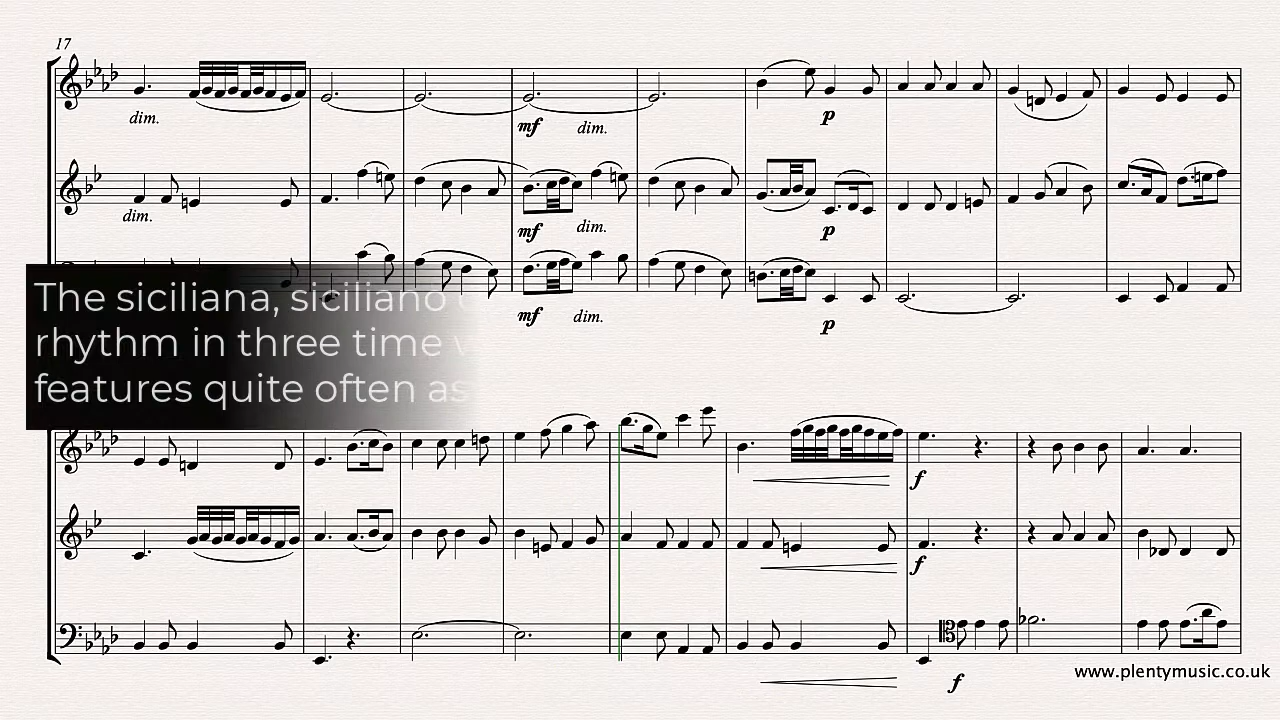 17
dim.
mf dim.
p
dim.
mf dim.
p
mf dim.
p
The siciliana, siciliano
rhythm in three time
features quite often as
f
f
f
www.plentymusic.co.uk